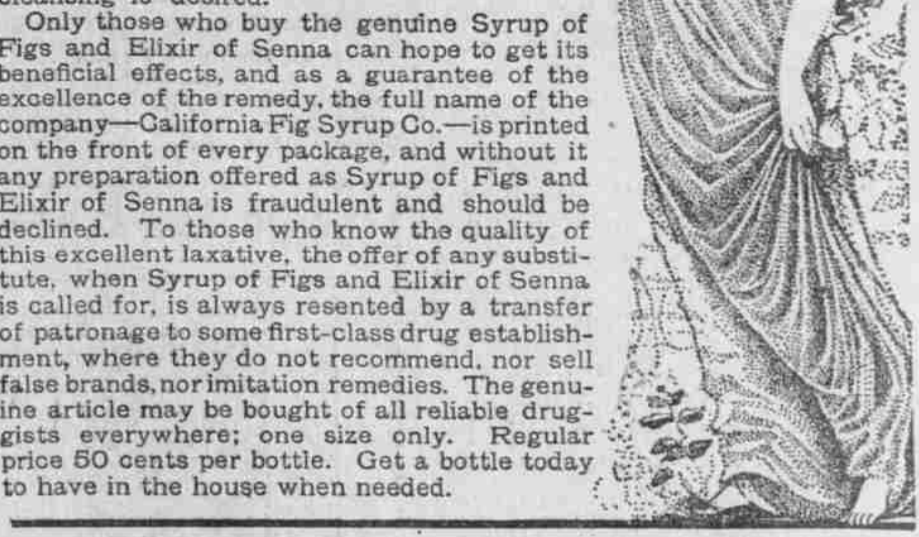 cleansing is desired.
Only those who buy the genuine Syrup of
Figs and Elixir of Senna can hope to get its
beneficial effects, and as a guarantee of the
excellence of the remedy, the full name of the
company—California Fig Syrup Co.—is printed
on the front of every package, and without it
any preparation offered as Syrup of Figs and
Elixir of Senna is fraudulent and should be
declined. To those who know the quality of
this excellent laxative, the offer of any substi-
tute, when Syrup of Figs and Elixir of Senna
is called for, is always resented by a transfer
of patronage to some first-class drug establish-
ment, where they do not recommend, nor sell
false brands, nor imitation remedies. The genu-
ine article may be bought of all reliable drug-
gists everywhere; one size only. Regular
price 50 cents per bottle. Get a bottle today
to have in the house when needed.